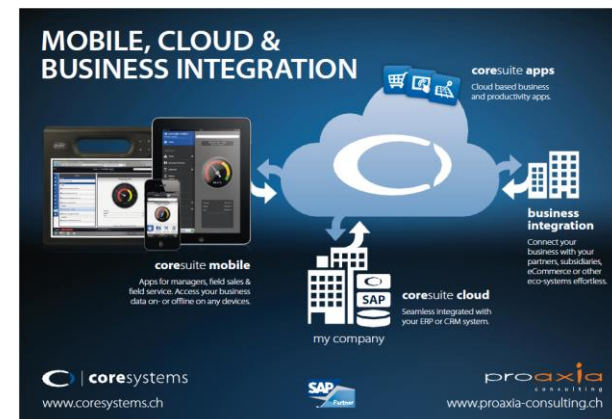 MOBILE, CLOUD &
BUSINESS INTEGRATION
coresuite apps
Cloud based business
and productivity apps.
business
integration
Connect your
business with your
partners, subsidiaries,
eCommerce or other
eco-systems effortless.
coresuite mobile
Apps for managers, field sales &
field service. Access your business
data on- or offline on any devices.
SAP
coresuite cloud
Seamless integrated with
your ERP or CRM system.
my company
coresystems
www.coresystems.ch
SAP Partner
proaxia
consulting
www.proaxia-consulting.ch